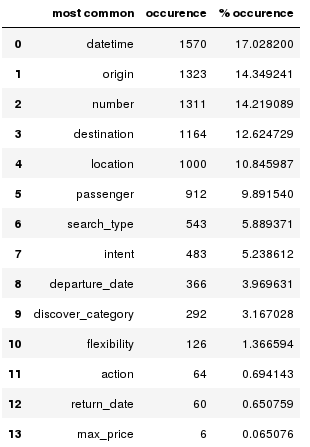 most common occurence % occurence
0 datetime 1570 17.028200
1 origin 1323 14.349241
2 number 1311 14.219089
3 destination 1164 12.624729
4 location 1000 10.845987
5 passenger 912 9.891540
6 search_type 543 5.889371
7 intent 483 5.238612
8 departure_date 366 3.969631
9 discover_category 292 3.167028
10 flexibility 126 1.366594
11 action 64 0.694143
12 return_date 60 0.650759
13 max_price 6 0.065076